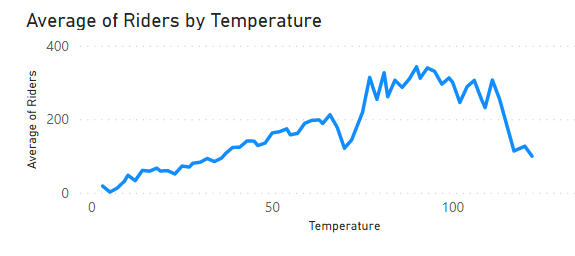 Average of Riders by Temperature
400
200
0
Average of Riders
0 50 100
Temperature